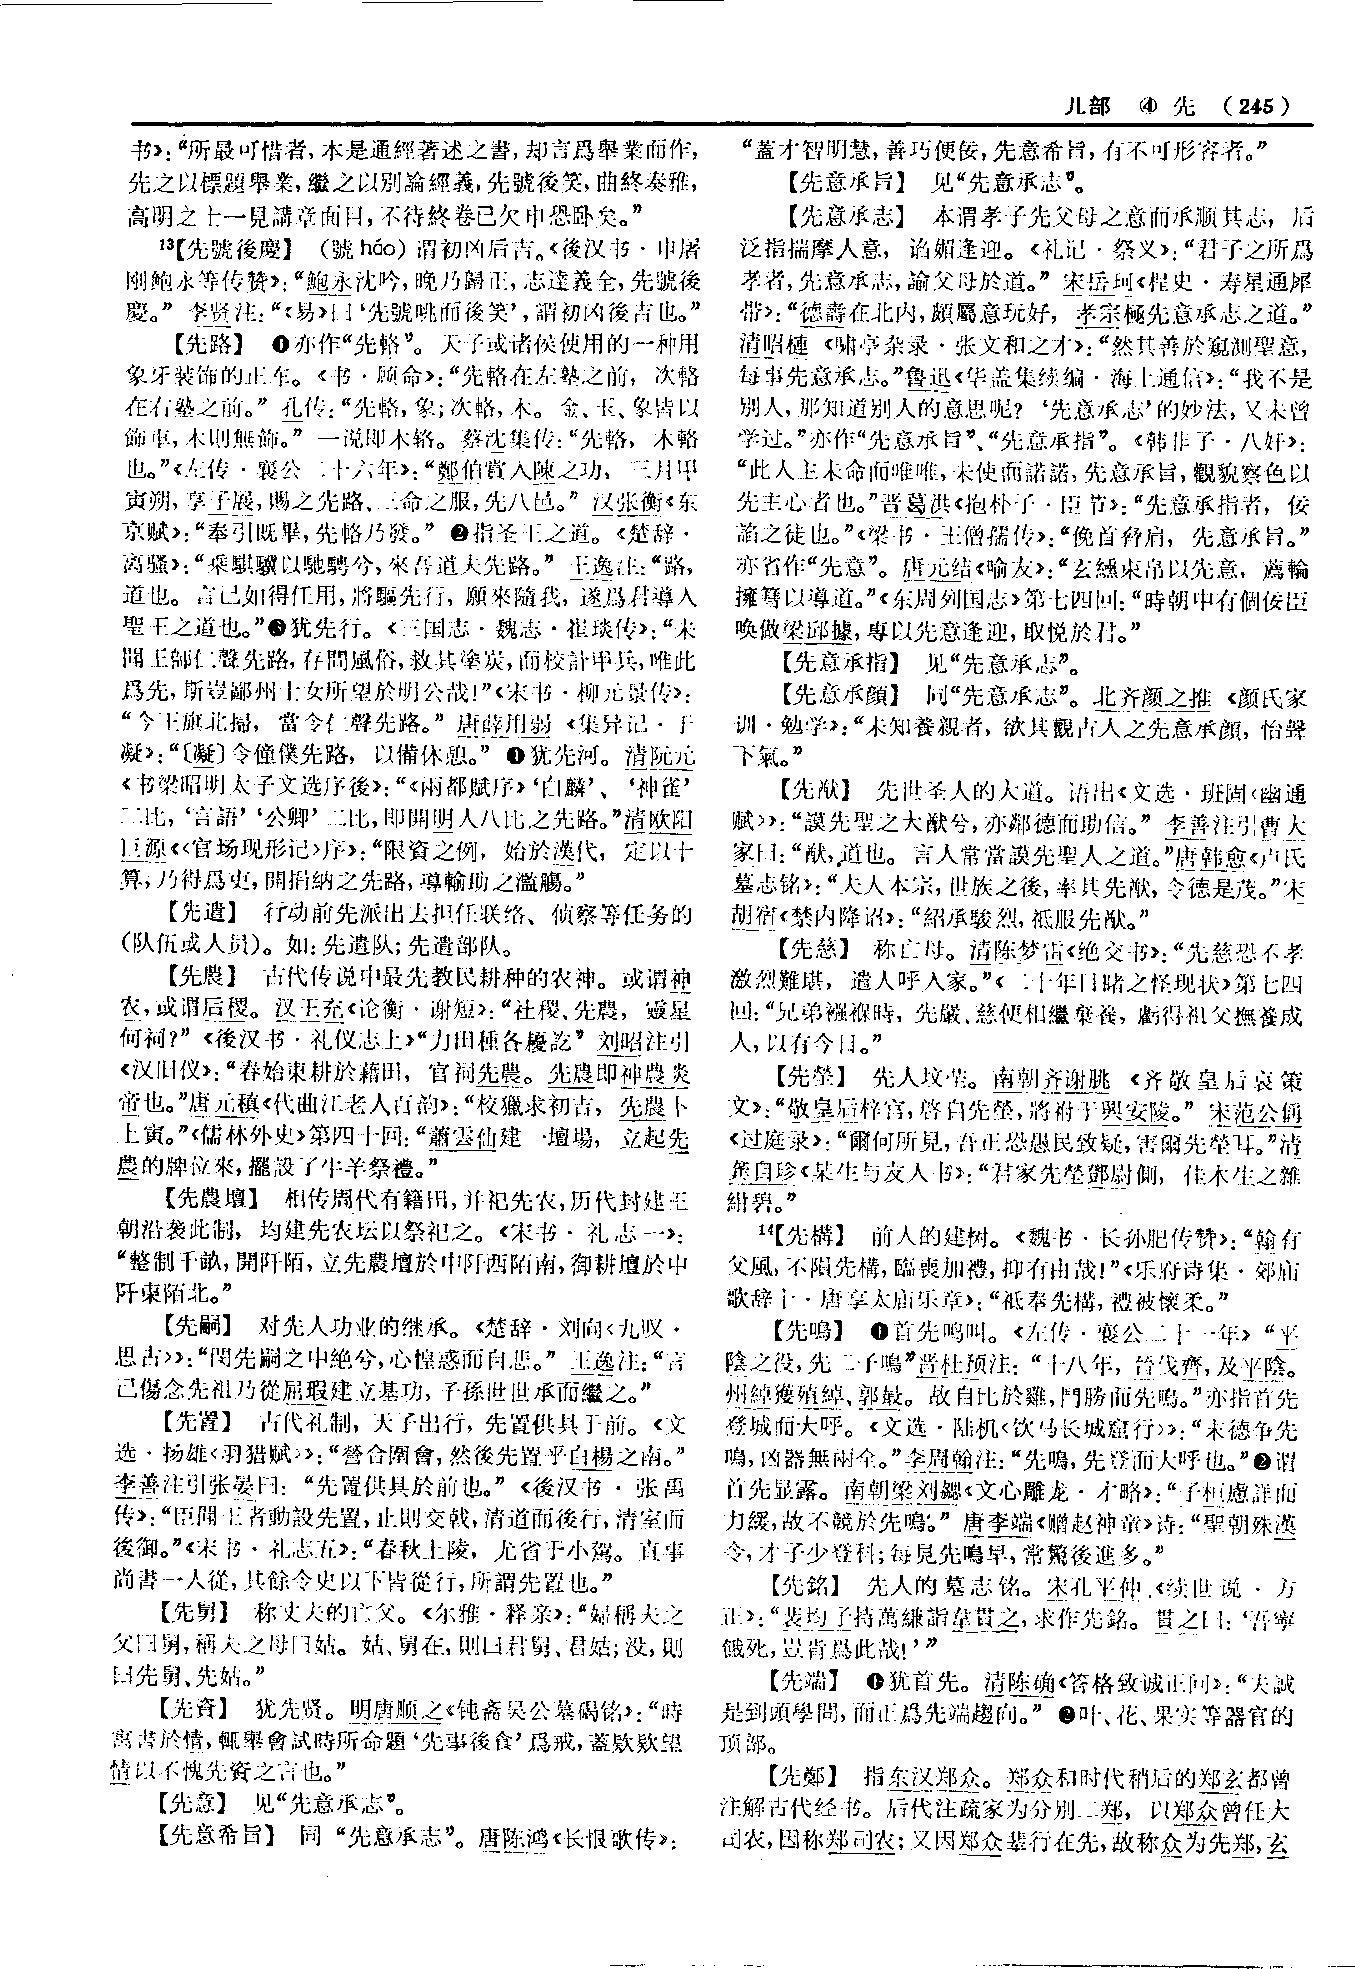 儿部 ④ 先 (245)
书》：“所最可惜者，本是通經著述之書，却言爲舉業而作，
先之以標題舉業，繼之以別論經義，先號後笑，曲終奏雅，
高明之士一見講章面目，不待終卷已欠申恐卧矣。”
¹³【先號後慶】 (號 háo) 谓初凶后吉。《後汉书·申屠
刚鲍永等传赞》：“鮑永沈吟，晚乃歸正，志達義全，先號後
慶。” 李贤注：“《易》曰‘先號咷而後笑’，謂初凶後吉也。”
【先路】 ❶亦作“先輅”。 天子或诸侯使用的一种用
象牙装饰的正车。《书·顾命》：“先輅在左塾之前， 次輅
在右塾之前。” 孔传：“先輅，象；次輅，木。 金、玉、象皆以
飾車，木則無飾。” 一说即木辂。 蔡沈集传：“先輅， 木輅
也。”《左传·襄公二十六年》：“鄭伯賞入陳之功， 三月甲
寅朔，享子展，賜之先路、三命之服，先八邑。” 汉张衡《东
京赋》：“奉引既畢，先輅乃發。” ❷指圣王之道。《楚辞·
离骚》：“乘騏驥以馳騁兮，來吾道夫先路。” 王逸注：“路，
道也。 言己如得任用，將驅先行， 願來隨我， 遂爲君導入
聖王之道也。”❸犹先行。《三国志·魏志·崔琰传》：“未
聞王師仁聲先路，存問風俗，救其塗炭，而校計甲兵，唯此
爲先，斯豈鄙州士女所望於明公哉！”《宋书·柳元景传》：
“今王旗北掃， 當令仁聲先路。” 唐薛用弱《集异记·于
凝》：“〔凝〕令僮僕先路， 以備休憩。” ❹犹先河。 清阮元
《书梁昭明太子文选序後》：“《兩都賦序》‘白麟’、‘神雀’
二比，‘言語’‘公卿’二比，即開明人八比之先路。”清欧阳
巨源《〈官场现形记〉序》：“限資之例， 始於漢代， 定以十
算，乃得爲吏，開捐納之先路，導輸助之濫觴。”
【先遣】 行动前先派出去担任联络、侦察等任务的
(队伍或人员)。如：先遣队；先遣部队。
【先農】 古代传说中最先教民耕种的农神。或谓神
农，或谓后稷。 汉王充《论衡·谢短》：“社稷、先農， 靈星
何祠？”《後汉书·礼仪志上》“力田種各耰訖” 刘昭注引
《汉旧仪》：“春始東耕於藉田， 官祠先農。 先農即神農炎
帝也。”唐元稹《代曲江老人百韵》：“校獵求初吉， 先農卜
上寅。”《儒林外史》第四十回：“蕭雲仙建一壇場， 立起先
農的牌位來，擺設了牛羊祭禮。”
【先農壇】 相传周代有籍田，并祀先农，历代封建王
朝沿袭此制， 均建先农坛以祭祀之。《宋书·礼志一》：
“整制千畝，開阡陌，立先農壇於中阡西陌南，御耕壇於中
阡東陌北。”
【先嗣】 对先人功业的继承。《楚辞·刘向〈九叹·
思古〉》：“閔先嗣之中絶兮，心惶惑而自悲。” 王逸注：“言
己傷念先祖乃從屈瑕建立基功，子孫世世承而繼之。”
【先置】 古代礼制， 天子出行， 先置供具于前。《文
选·扬雄〈羽猎赋〉》：“營合圍會，然後先置乎白楊之南。”
李善注引张晏曰：“先置供具於前也。”《後汉书·张禹
传》：“臣聞王者動設先置，止則交戟，清道而後行，清室而
後御。”《宋书·礼志五》：“春秋上陵， 尤省于小駕。 直事
尚書一人從，其餘令史以下皆從行，所謂先置也。”
【先舅】 称丈夫的亡父。《尔雅·释亲》：“婦稱夫之
父曰舅，稱夫之母曰姑。 姑、舅在，則曰君舅、君姑；没，則
曰先舅、先姑。”
【先資】 犹先贤。 明唐顺之《钝斋吴公墓碣铭》：“時
寓書於情，輒舉會試時所命題‘先事後食’爲戒，蓋欵欵望
情以不愧先資之言也。”
【先意】 见“先意承志”。
【先意希旨】 同“先意承志”。唐陈鸿《长恨歌传》：
“蓋才智明慧，善巧便佞，先意希旨，有不可形容者。”
【先意承旨】 见“先意承志”。
【先意承志】 本谓孝子先父母之意而承顺其志， 后
泛指揣摩人意， 谄媚逢迎。《礼记·祭义》：“君子之所爲
孝者，先意承志，諭父母於道。” 宋岳珂《桯史·寿星通犀
带》：“德壽在北内，頗屬意玩好， 孝宗極先意承志之道。”
清昭槤《啸亭杂录·张文和之才》：“然其善於窺測聖意，
每事先意承志。”鲁迅《华盖集续编·海上通信》：“我不是
别人，那知道别人的意思呢？‘先意承志’的妙法，又未曾
学过。”亦作“先意承旨”、“先意承指”。《韩非子·八奸》：
“此人主未命而唯唯，未使而諾諾，先意承旨，觀貌察色以
先主心者也。”晋葛洪《抱朴子·臣节》：“先意承指者， 佞
諂之徒也。”《梁书·王僧孺传》：“俛首脅肩， 先意承旨。”
亦省作“先意”。 唐元结《喻友》：“玄纁束帛以先意， 薦輪
擁篲以導道。”《东周列国志》第七四回：“時朝中有個佞臣
唤做梁邱據，專以先意逢迎，取悦於君。”
【先意承指】 见“先意承志”。
【先意承顔】 同“先意承志”。 北齐颜之推《颜氏家
训·勉学》：“未知養親者，欲其觀古人之先意承顔，怡聲
下氣。”
【先猷】 先世圣人的大道。语出《文选·班固〈幽通
赋〉》：“謨先聖之大猷兮，亦鄰德而助信。” 李善注引曹大
家曰：“猷，道也。 言人常當謨先聖人之道。”唐韩愈《卢氏
墓志铭》：“夫人本宗，世族之後，率其先猷，令德是茂。”宋
胡宿《禁内降诏》：“紹承駿烈，祗服先猷。”
【先慈】 称亡母。 清陈梦雷《绝交书》：“先慈恐不孝
激烈難堪， 遣人呼入家。”《二十年目睹之怪现状》第七四
回：“兄弟襁褓時， 先嚴、慈便相繼棄養， 虧得祖父撫養成
人，以有今日。”
【先塋】 先人坟茔。 南朝齐谢朓《齐敬皇后哀策
文》：“敬皇后梓宫，啓自先塋，將祔于興安陵。” 宋范公偁
《过庭录》：“爾何所見，吾正恐愚民致疑，害爾先塋耳。”清
龚自珍《某生与友人书》：“君家先塋鄧尉側， 佳木生之雜
紺碧。”
¹⁴【先構】 前人的建树。《魏书·长孙肥传赞》：“翰有
父風，不隕先構，臨喪加禮，抑有由哉！”《乐府诗集·郊庙
歌辞十·唐享太庙乐章》：“祗奉先構，禮被懷柔。”
【先鳴】 ❶首先鸣叫。《左传·襄公二十一年》“平
陰之役，先二子鳴”晋杜预注：“十八年， 晉伐齊，及平陰。
州綽獲殖綽、郭最。 故自比於雞，鬥勝而先鳴。”亦指首先
登城而大呼。《文选·陆机〈饮马长城窟行〉》：“末德争先
鳴，凶器無兩全。”李周翰注：“先鳴，先登而大呼也。”❷谓
首先显露。 南朝梁刘勰《文心雕龙·才略》：“子桓慮詳而
力緩，故不競於先鳴。” 唐李端《赠赵神童》诗：“聖朝殊漢
令，才子少登科；每見先鳴早，常驚後進多。”
【先銘】 先人的墓志铭。 宋孔平仲《续世说·方
正》：“裴均子持萬縑詣韋貫之，求作先銘。 貫之曰：‘吾寧
餓死，豈肯爲此哉！’”
【先端】 ❶犹首先。 清陈确《答格致诚正问》：“夫誠
是到頭學問，而正爲先端趨向。” ❷叶、花、果实等器官的
顶部。
【先鄭】 指东汉郑众。 郑众和时代稍后的郑玄都曾
注解古代经书。后代注疏家为分别二郑， 以郑众曾任大
司农，因称郑司农；又因郑众辈行在先，故称众为先郑，玄